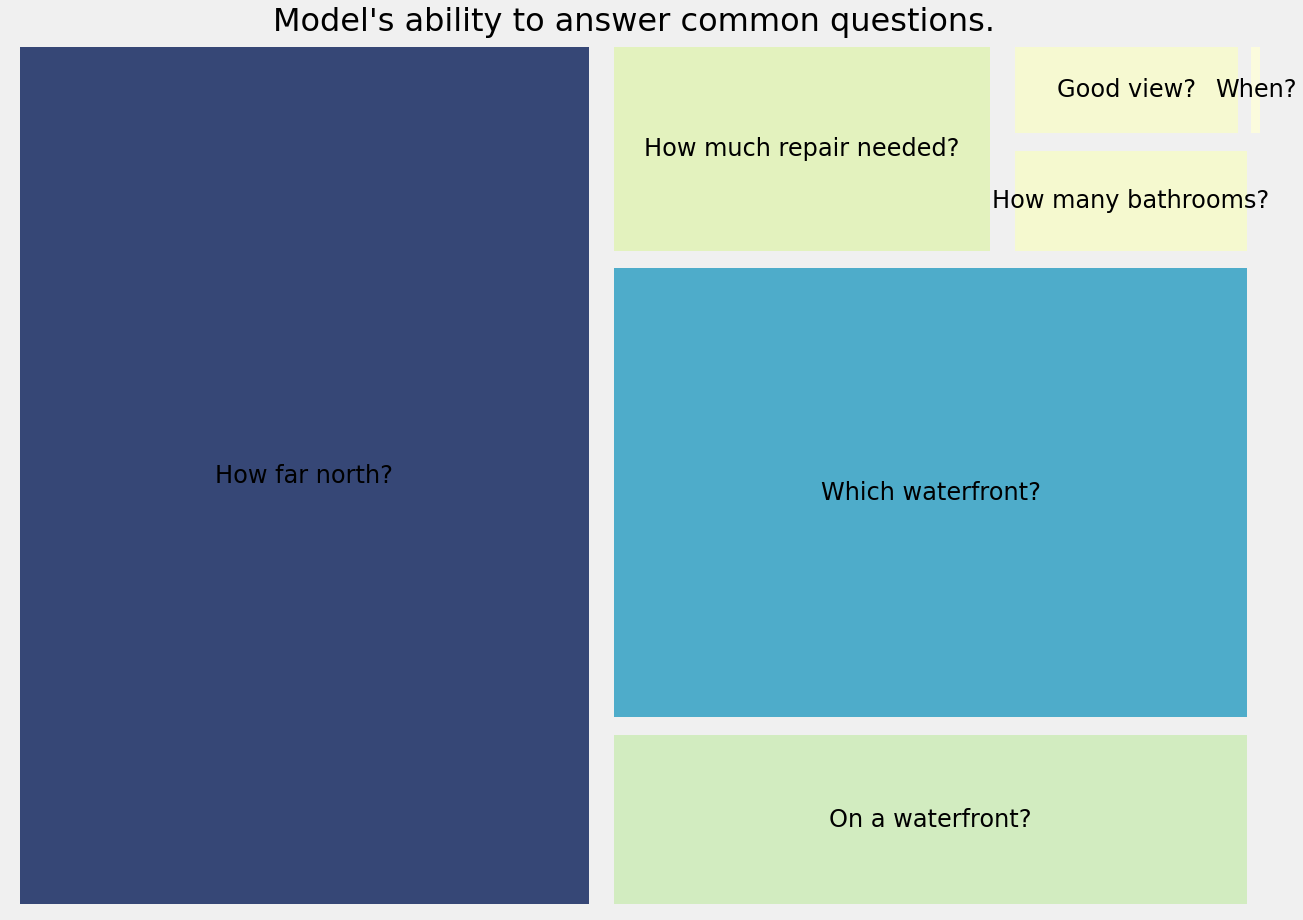 Model's ability to answer common questions.
How far north?
How much repair needed?
Good view?
When?
How many bathrooms?
Which waterfront?
On a waterfront?